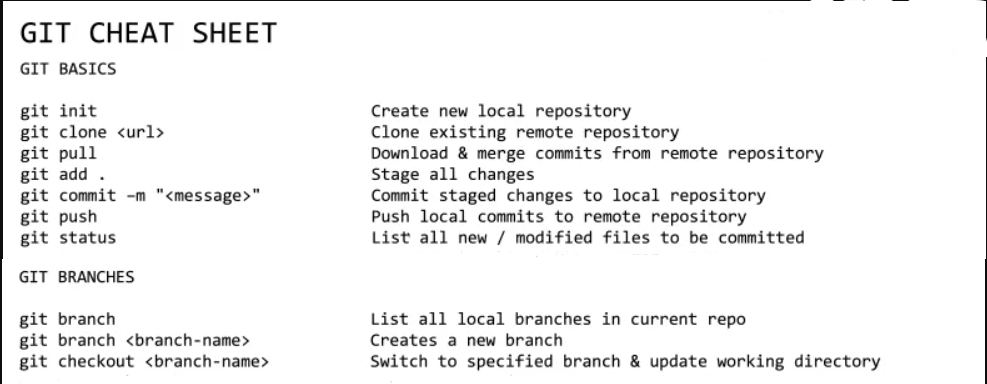 GIT CHEAT SHEET
GIT BASICS
git init Create new local repository
git clone <url> Clone existing remote repository
git pull Download & merge commits from remote repository
git add . Stage all changes
git commit –m "<message>" Commit staged changes to local repository
git push Push local commits to remote repository
git status List all new / modified files to be committed
GIT BRANCHES
git branch List all local branches in current repo
git branch <branch-name> Creates a new branch
git checkout <branch-name> Switch to specified branch & update working directory